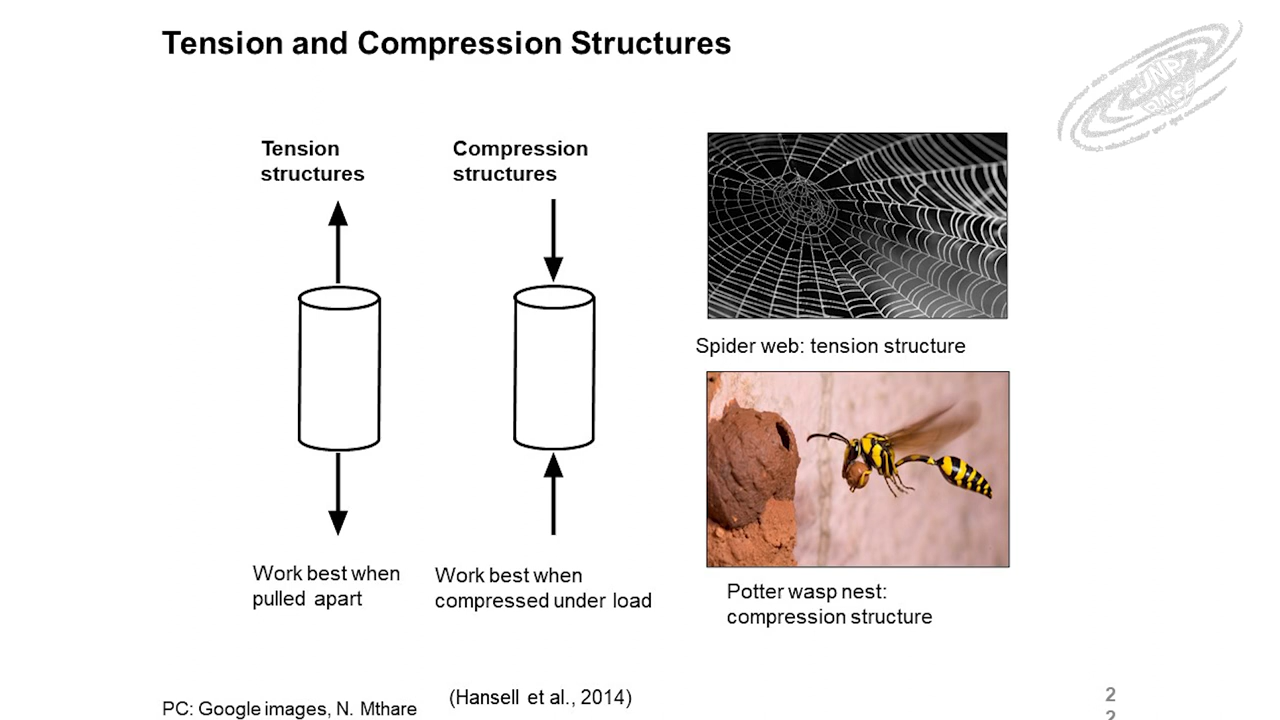 Tension and Compression Structures
Tension
structures
Compression
structures
Work best when
pulled apart
Work best when
compressed under load
Spider web: tension structure
Potter wasp nest:
compression structure
PC: Google images, N. Mthare
(Hansell et al., 2014)
2
2